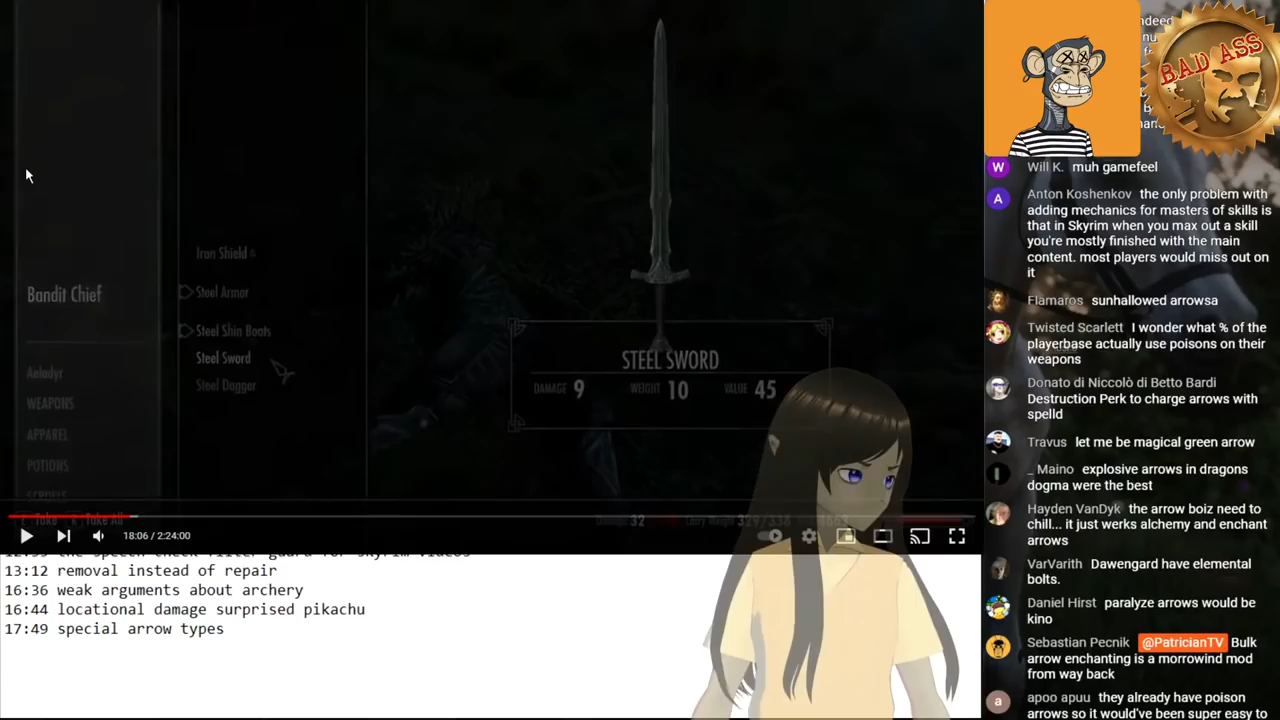 Iron Shield
Bandit Chief
Steel Armor
Steel Shin Boots
Steel Sword
Steel Dagger
Aeladyr
WEAPONS
APPAREL
POTIONS
SCROLLS
STEEL SWORD
DAMAGE 9 WEIGHT 10 VALUE 45
Take Take All
Damage 32 Carry Weight 329/338
18:06 / 2:24:00
13:12 removal instead of repair
16:36 weak arguments about archery
16:44 locational damage surprised pikachu
17:49 special arrow types
BAD ASS
W Will K. muh gamefeel
A Anton Koshenkov the only problem with
adding mechanics for masters of skills is
that in Skyrim when you max out a skill
you're mostly finished with the main
content. most players would miss out on
it
Flamaros sunhallowed arrowsa
Twisted Scarlett I wonder what % of the
playerbase actually use poisons on their
weapons
Donato di Niccolò di Betto Bardi
Destruction Perk to charge arrows with
spelld
Travus let me be magical green arrow
_ Maino explosive arrows in dragons
dogma were the best
Hayden VanDyk the arrow boiz need to
chill... it just werks alchemy and enchant
arrows
VarVarith Dawengard have elemental
bolts.
Daniel Hirst paralyze arrows would be
kino
Sebastian Pecnik @PatricianTV Bulk
arrow enchanting is a morrowind mod
from way back
a apoo apuu they already have poison
arrows so it would've been super easy to